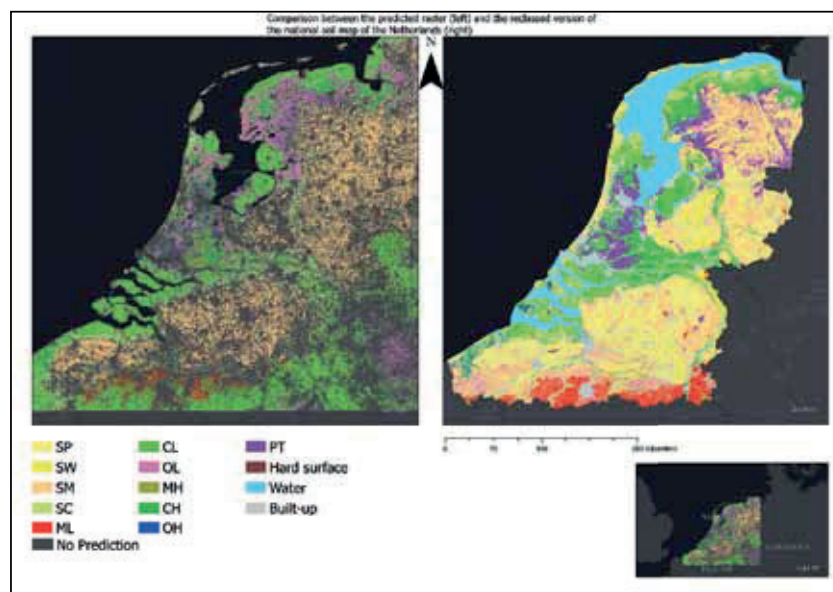 Comparison between the predicted raster (left) and the reclassed version of
the national soil map of the Netherlands (right)
N
SP
SW
SM
SC
ML
No Prediction
CL
OL
MH
CH
OH
PT
Hard surface
Water
Built-up
0